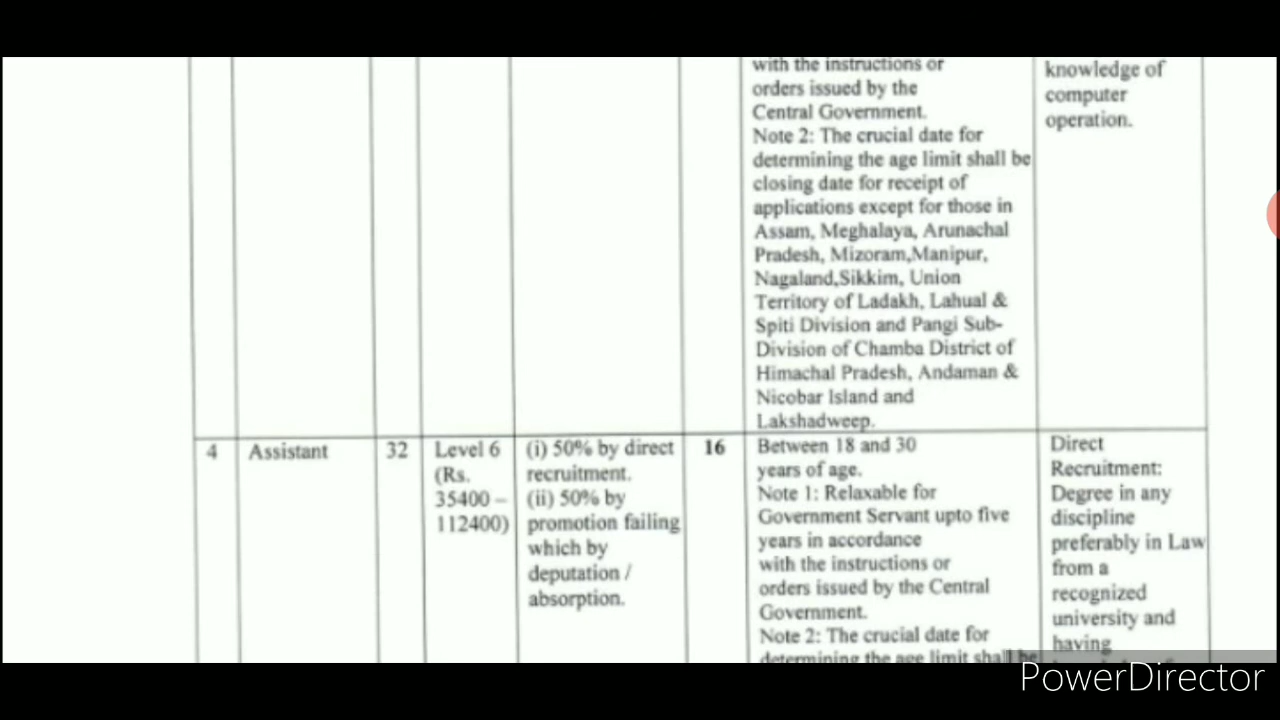 with the instructions or
orders issued by the
Central Government.
Note 2: The crucial date for
determining the age limit shall be
closing date for receipt of
applications except for those in
Assam, Meghalaya, Arunachal
Pradesh, Mizoram,Manipur,
Nagaland,Sikkim, Union
Territory of Ladakh, Lahual &
Spiti Division and Pangi Sub-
Division of Chamba District of
Himachal Pradesh, Andaman &
Nicobar Island and
Lakshadweep.
knowledge of
computer
operation.
4
Assistant
32
Level 6
(Rs.
35400 –
112400)
(i) 50% by direct
recruitment.
(ii) 50% by
promotion failing
which by
deputation /
absorption.
16
Between 18 and 30
years of age.
Note 1: Relaxable for
Government Servant upto five
years in accordance
with the instructions or
orders issued by the Central
Government.
Note 2: The crucial date for
determining the age limit shall be
Direct
Recruitment:
Degree in any
discipline
preferably in Law
from a
recognized
university and
having
PowerDirector